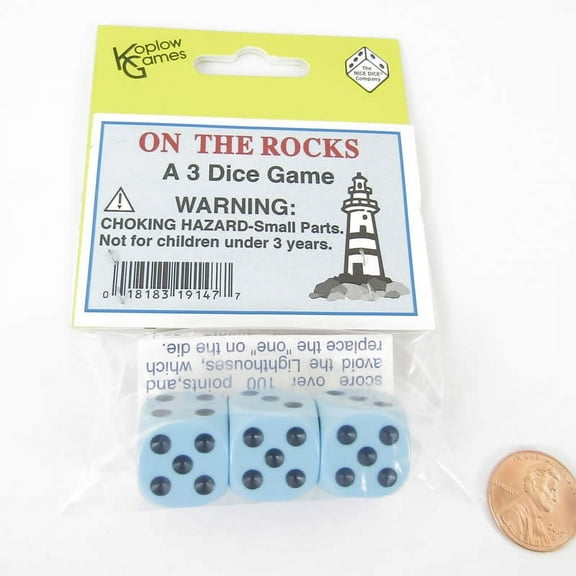 Koplow
Games
The
NICE DICE
Company
ON THE ROCKS
A 3 Dice Game
WARNING:
CHOKING HAZARD-Small Parts.
Not for children under 3 years.
0 18183 19147 7
score over 100 points,and
avoid the Lighthouses, which
replace the "one" on the die.